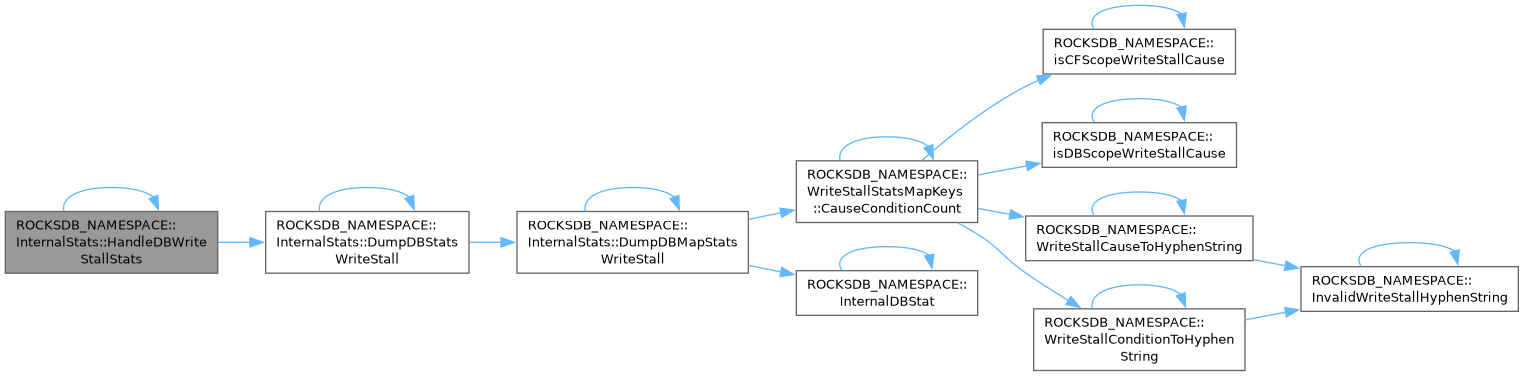 ROCKSDB_NAMESPACE::
InternalStats::HandleDBWrite
StallStats
ROCKSDB_NAMESPACE::
InternalStats::DumpDBStats
WriteStall
ROCKSDB_NAMESPACE::
InternalStats::DumpDBMapStats
WriteStall
ROCKSDB_NAMESPACE::
WriteStallStatsMapKeys
::CauseConditionCount
ROCKSDB_NAMESPACE::
InternalDBStat
ROCKSDB_NAMESPACE::
isCFScopeWriteStallCause
ROCKSDB_NAMESPACE::
isDBScopeWriteStallCause
ROCKSDB_NAMESPACE::
WriteStallCauseToHyphenString
ROCKSDB_NAMESPACE::
WriteStallConditionToHyphen
String
ROCKSDB_NAMESPACE::
InvalidWriteStallHyphenString